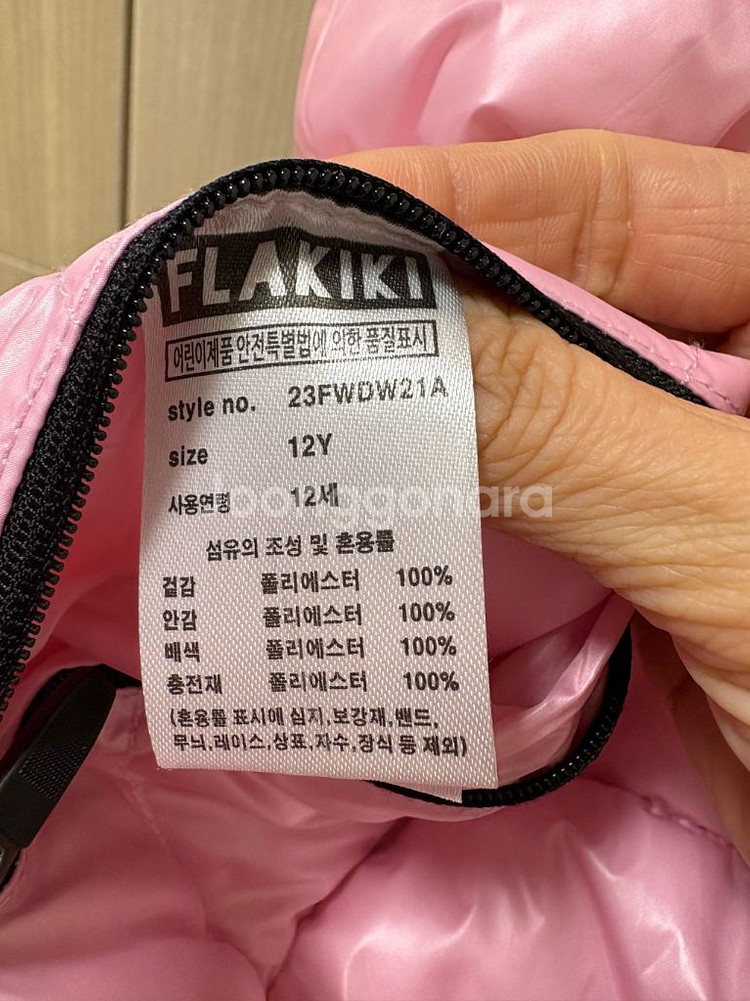 FLAKIKI
어린이제품 안전특별법에 의한 품질표시
style no. 23FWDW21A
size 12Y
사용연령 12세
섬유의 조성 및 혼용률
겉감 폴리에스터 100%
안감 폴리에스터 100%
배색 폴리에스터 100%
충전재 폴리에스터 100%
(혼용률 표시에 심지,보강재,밴드,
무늬,레이스,상표,자수,장식 등 제외)
joonggonara